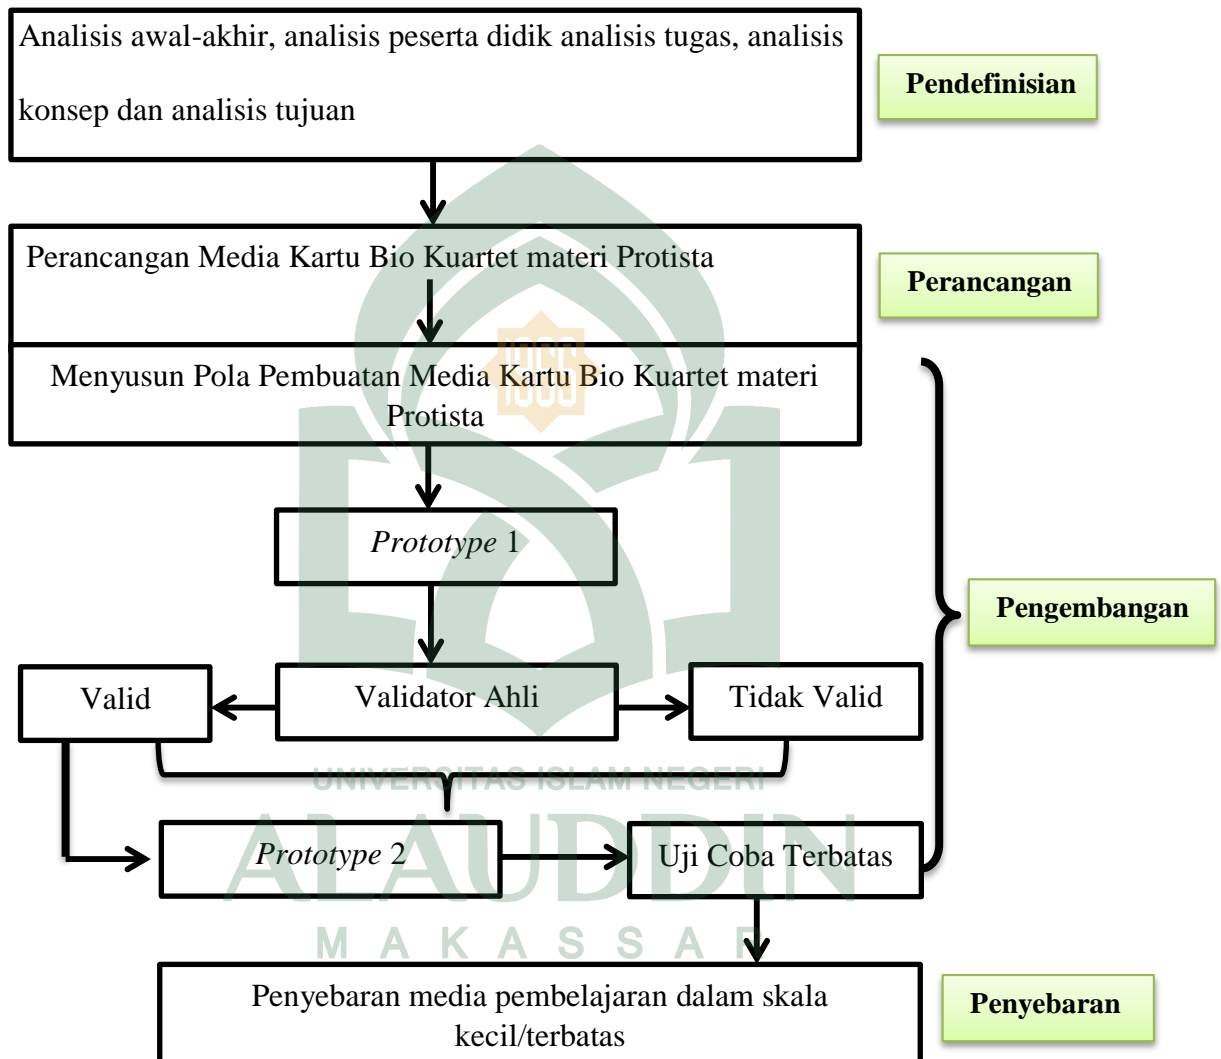 Analisis awal-akhir, analisis peserta didik analisis tugas, analisis
konsep dan analisis tujuan
Pendefinisian
Perancangan Media Kartu Bio Kuartet materi Protista
Perancangan
Menyusun Pola Pembuatan Media Kartu Bio Kuartet materi
Protista
1965
Prototype 1
Pengembangan
Valid
Validator Ahli
Tidak Valid
UNIVERSITAS ISLAM NEGERI
Prototype 2
Uji Coba Terbatas
ALAUDDIN
MAKASSAR
Penyebaran media pembelajaran dalam skala
kecil/terbatas
Penyebaran